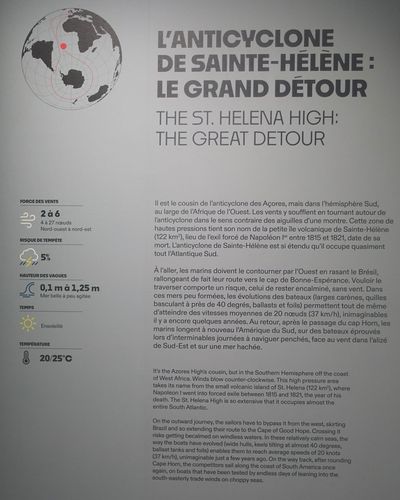 L'ANTICYCLONE
DE SAINTE-HÉLÈNE :
LE GRAND DÉTOUR
THE ST. HELENA HIGH:
THE GREAT DETOUR
FORCE DES VENTS
2 à 6
4 à 27 nœuds
Nord-ouest à nord-est
RISQUE DE TEMPÊTE
5%
HAUTEUR DES VAGUES
0,1 m à 1,25 m
Mer belle à peu agitée
TEMPS
Ensoleillé
TEMPÉRATURE
20/25°C
Il est le cousin de l'anticyclone des Açores, mais dans l'hémisphère Sud,
au large de l'Afrique de l'Ouest. Les vents y soufflent en tournant autour de
l'anticyclone dans le sens contraire des aiguilles d'une montre. Cette zone de
hautes pressions tient son nom de la petite île volcanique de Sainte-Hélène
(122 km²), lieu de l'exil forcé de Napoléon Iᵉʳ entre 1815 et 1821, date de sa
mort. L'anticyclone de Sainte-Hélène est si étendu qu'il occupe quasiment
tout l'Atlantique Sud.
À l'aller, les marins doivent le contourner par l'Ouest en rasant le Brésil,
rallongeant de fait leur route vers le cap de Bonne-Espérance. Vouloir le
traverser comporte un risque, celui de rester encalminé, sans vent. Dans
ces mers peu formées, les évolutions des bateaux (larges carènes, quilles
basculant à près de 40 degrés, ballasts et foils) permettent tout de même
d'atteindre des vitesses moyennes de 20 nœuds (37 km/h), inimaginables
il y a encore quelques années. Au retour, après le passage du cap Horn, les
marins longent à nouveau l'Amérique du Sud, sur des bateaux éprouvés
lors d'interminables journées à naviguer penchés, face au vent dans l'alizé
de Sud-Est et sur une mer hachée.
It's the Azores High's cousin, but in the Southern Hemisphere off the coast
of West Africa. Winds blow counter-clockwise. This high pressure area
takes its name from the small volcanic island of St. Helena (122 km²), where
Napoleon I went into forced exile between 1815 and 1821, the year of his
death. The St. Helena High is so extensive that it occupies almost the
entire South Atlantic.
On the outward journey, the sailors have to bypass it from the west, skirting
Brazil and so extending their route to the Cape of Good Hope. Crossing it
risks getting becalmed on windless waters. In these relatively calm seas, the
way the boats have evolved (wide hulls, keels tilting at almost 40 degrees,
ballast tanks and foils) enables them to reach average speeds of 20 knots
(37 km/h), unimaginable just a few years ago. On the way back, after rounding
Cape Horn, the competitors sail along the coast of South America once
again, on boats that have been tested by endless days of leaning into the
south-easterly trade winds on choppy seas.